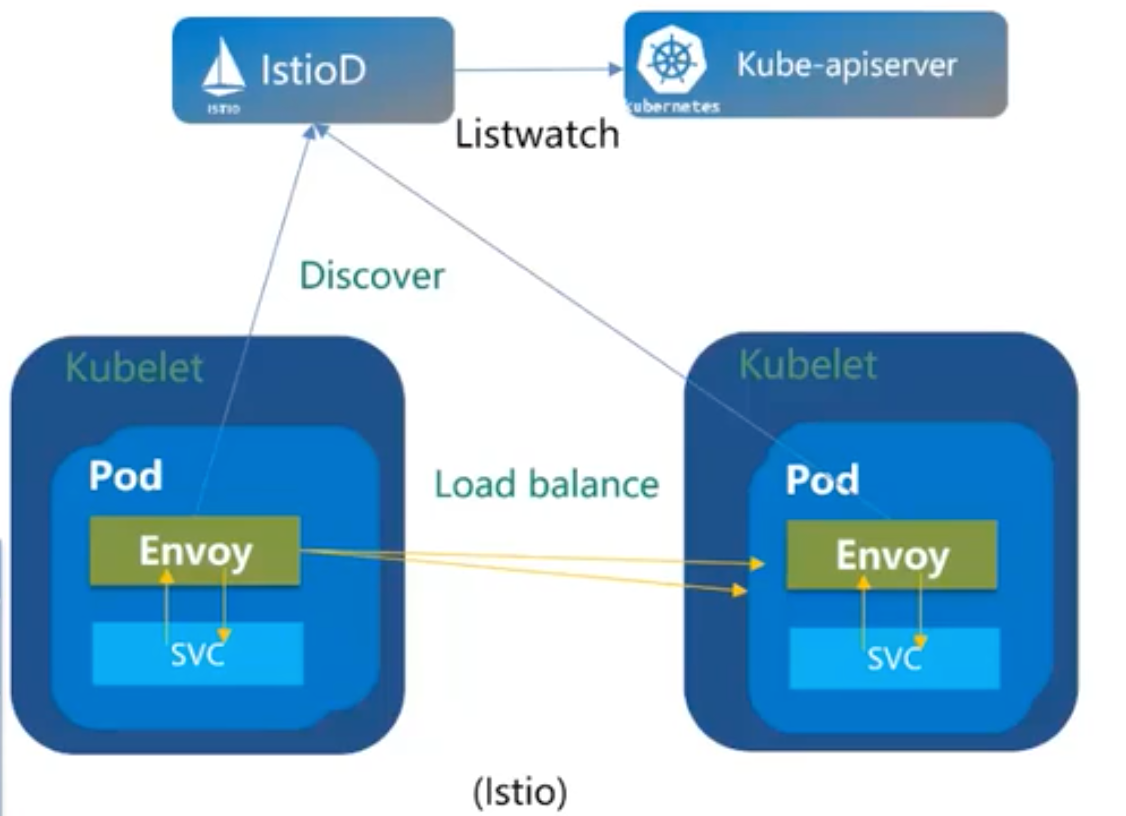 IstioD
ISTIO
Kube-apiserver
kubernetes
Listwatch
Discover
Kubelet
Kubelet
Pod
Load balance
Pod
Envoy
Envoy
SVC
SVC
(Istio)